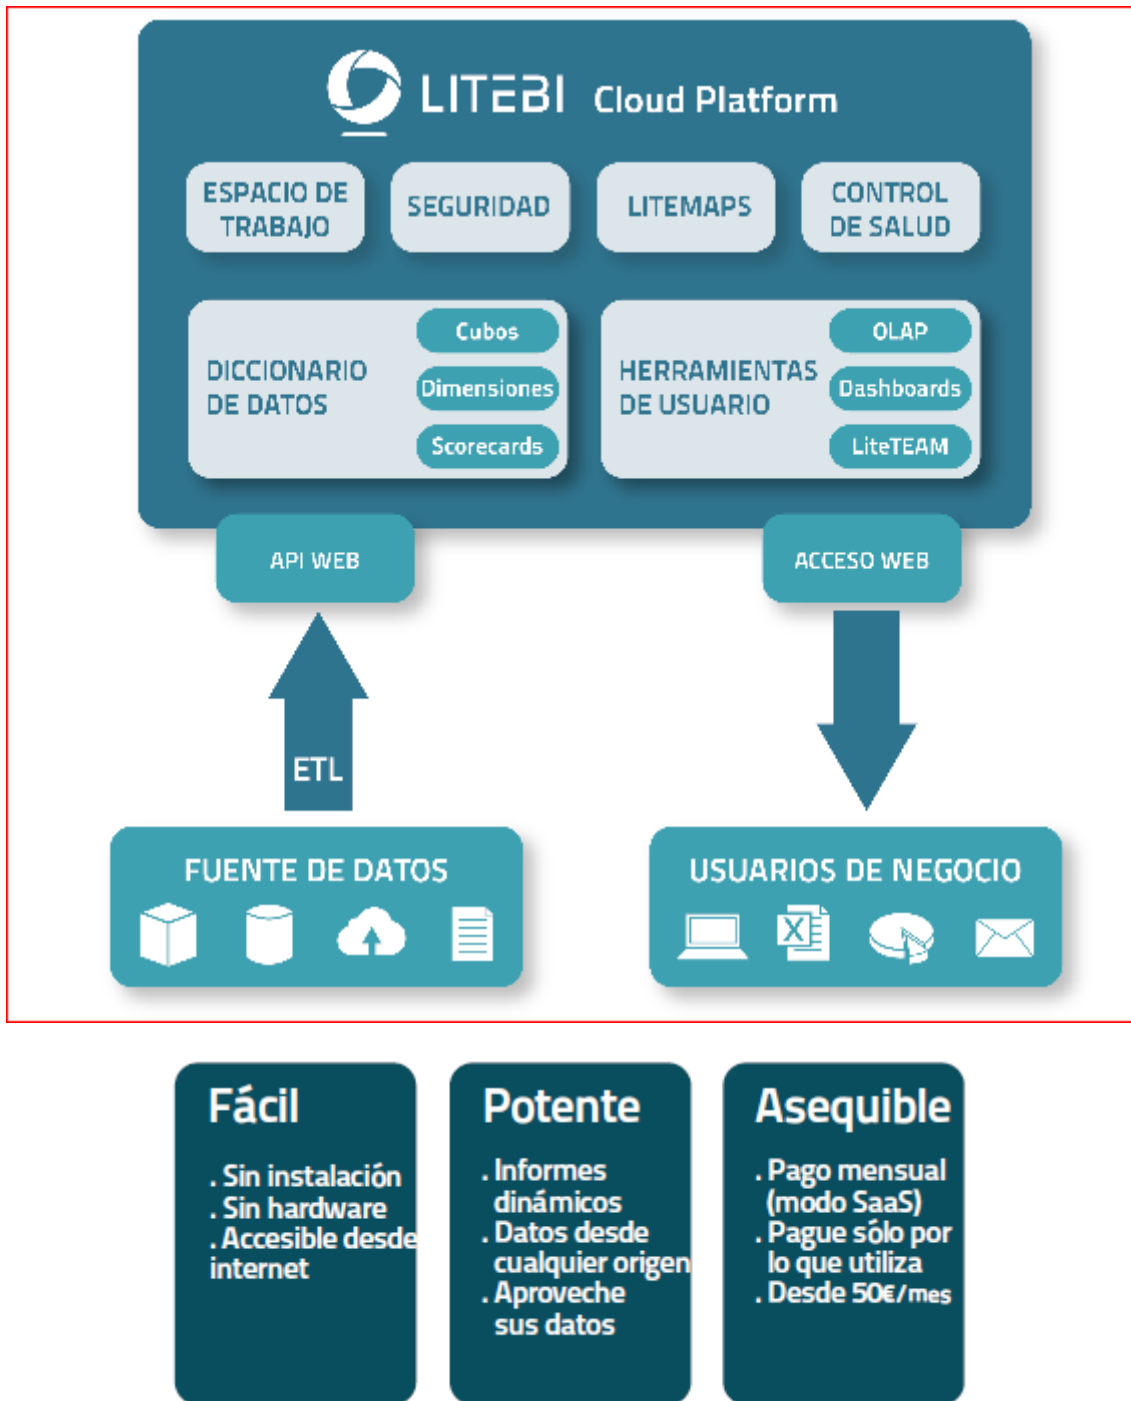 LITEBI Cloud Platform
ESPACIO DE
TRABAJO
SEGURIDAD
LITEMAPS
CONTROL
DE SALUD
DICCIONARIO
DE DATOS
Cubos
Dimensiones
Scorecards
HERRAMIENTAS
DE USUARIO
OLAP
Dashboards
LiteTEAM
API WEB
ACCESO WEB
ETL
FUENTE DE DATOS
USUARIOS DE NEGOCIO
X
Fácil
. Sin instalación
. Sin hardware
. Accesible desde
internet
Potente
. Informes
dinámicos
. Datos desde
cualquier origen
. Aproveche
sus datos
Asequible
. Pago mensual
(modo SaaS)
. Pague sólo por
lo que utiliza
. Desde 50€/mes